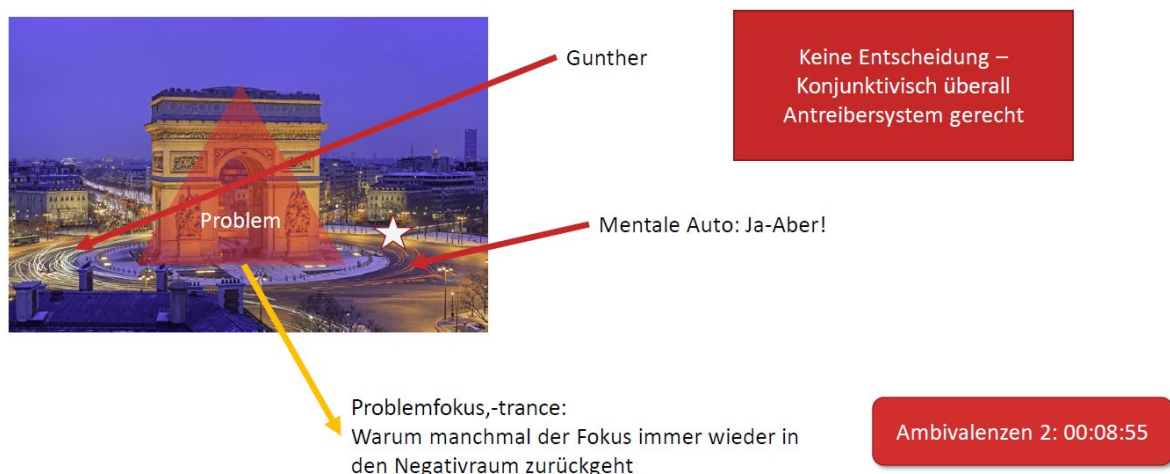 Gunther
Keine Entscheidung –
Konjunktivisch überall
Antreibersystem gerecht
Problem
Mentale Auto: Ja-Aber!
Problemfokus,-trance:
Warum manchmal der Fokus immer wieder in
den Negativraum zurückgeht
Ambivalenzen 2: 00:08:55